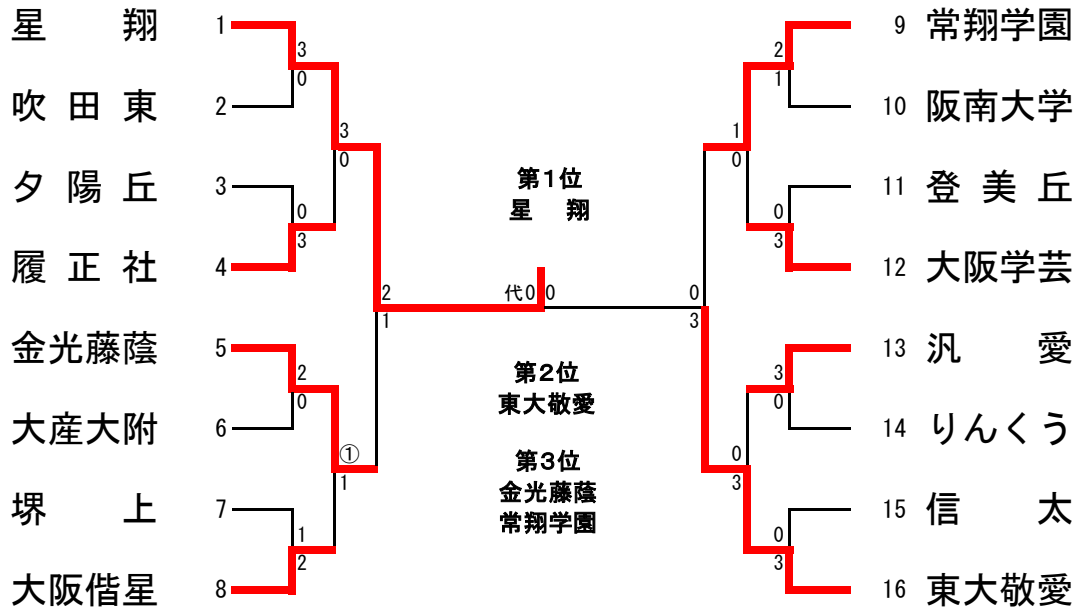 星　翔 1
3
0
吹田東 2
3
0
夕陽丘 3
0
3
履正社 4
2
1
金光藤蔭 5
2
0
大産大附 6
①
1
堺　上 7
1
2
大阪偕星 8
第1位
星　翔
代0 0
第2位
東大敬愛
第3位
金光藤蔭
常翔学園
9 常翔学園
2
1
10 阪南大学
1
0
11 登美丘
0
3
12 大阪学芸
0
3
13 汎　愛
3
0
14 りんくう
0
3
15 信　太
0
3
16 東大敬愛